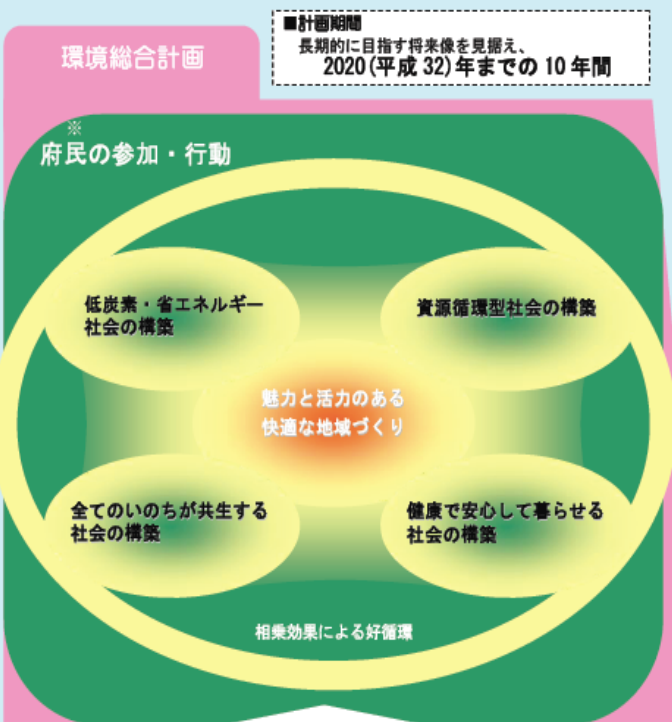 環境総合計画
■計画期間
長期的に目指す将来像を見据え、
2020(平成 32)年までの 10 年間
※
府民の参加・行動
低炭素・省エネルギー
社会の構築
資源循環型社会の構築
魅力と活力のある
快適な地域づくり
全てのいのちが共生する
社会の構築
健康で安心して暮らせる
社会の構築
相乗効果による好循環